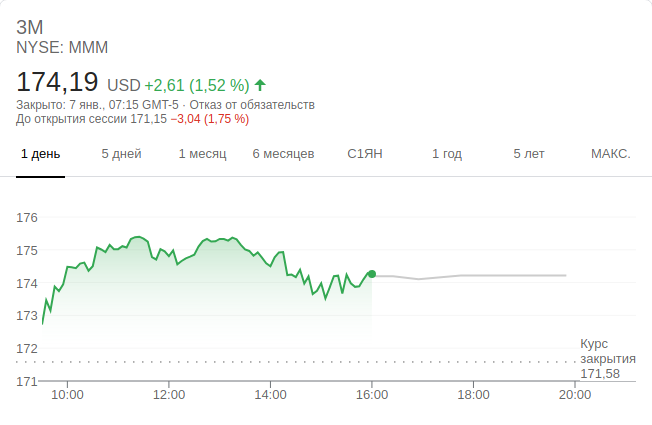 3M
NYSE: MMM
174,19 USD +2,61 (1,52 %)
Закрыто: 7 янв., 07:15 GMT-5 · Отказ от обязательств
До открытия сессии 171,15 −3,04 (1,75 %)
1 день 5 дней 1 месяц 6 месяцев С1ЯН 1 год 5 лет МАКС.
176
175
174
173
172
Курс
закрытия
171,58
171
10:00 12:00 14:00 16:00 18:00 20:00